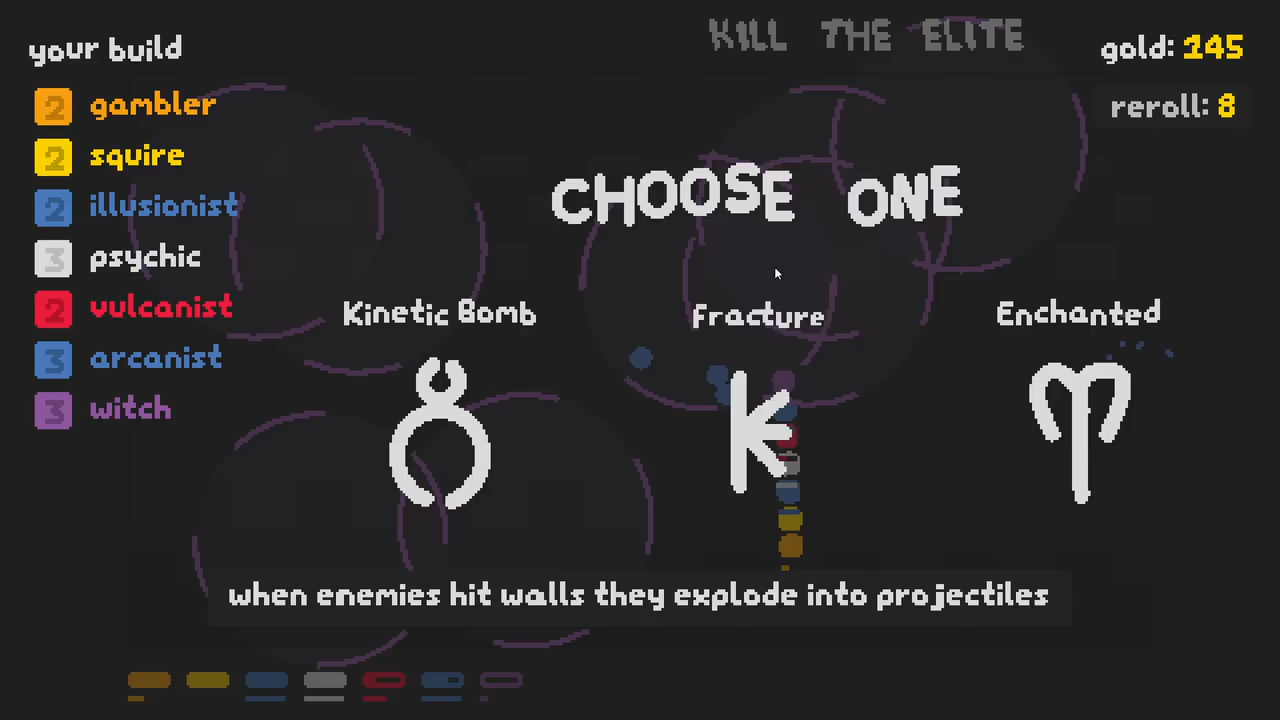 your build
2 gambler
2 squire
2 illusionist
3 psychic
2 vulcanist
3 arcanist
3 witch
KILL THE ELITE
gold: 145
reroll: 8
CHOOSE ONE
Kinetic Bomb
Fracture
Enchanted
when enemies hit walls they explode into projectiles